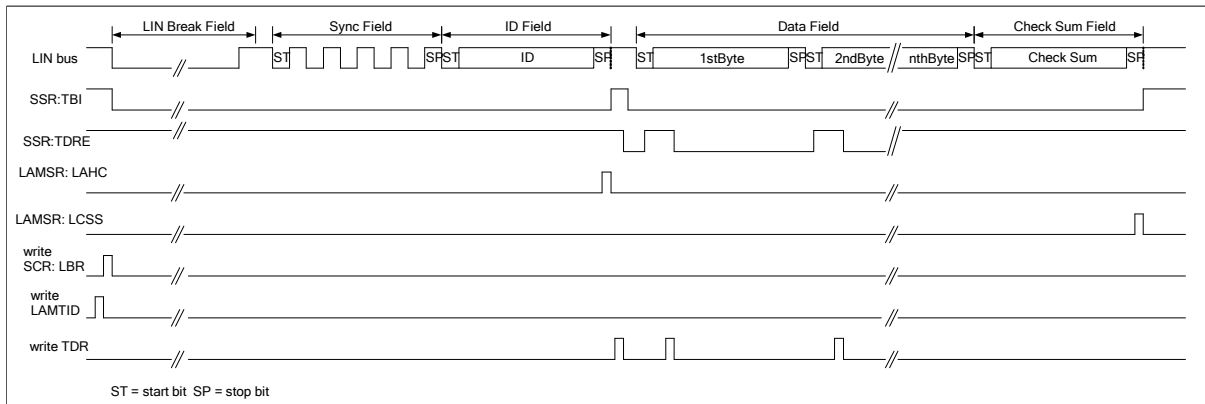 LIN Break Field Sync Field ID Field Data Field Check Sum Field
LIN bus ST SP ST ID SP ST 1stByte SP ST 2ndByte nthByte SP ST Check Sum SP
SSR:TBI
SSR:TDRE
LAMSR: LAHC
LAMSR: LCSS
write
SCR: LBR
write
LAMTID
write TDR
ST = start bit SP = stop bit